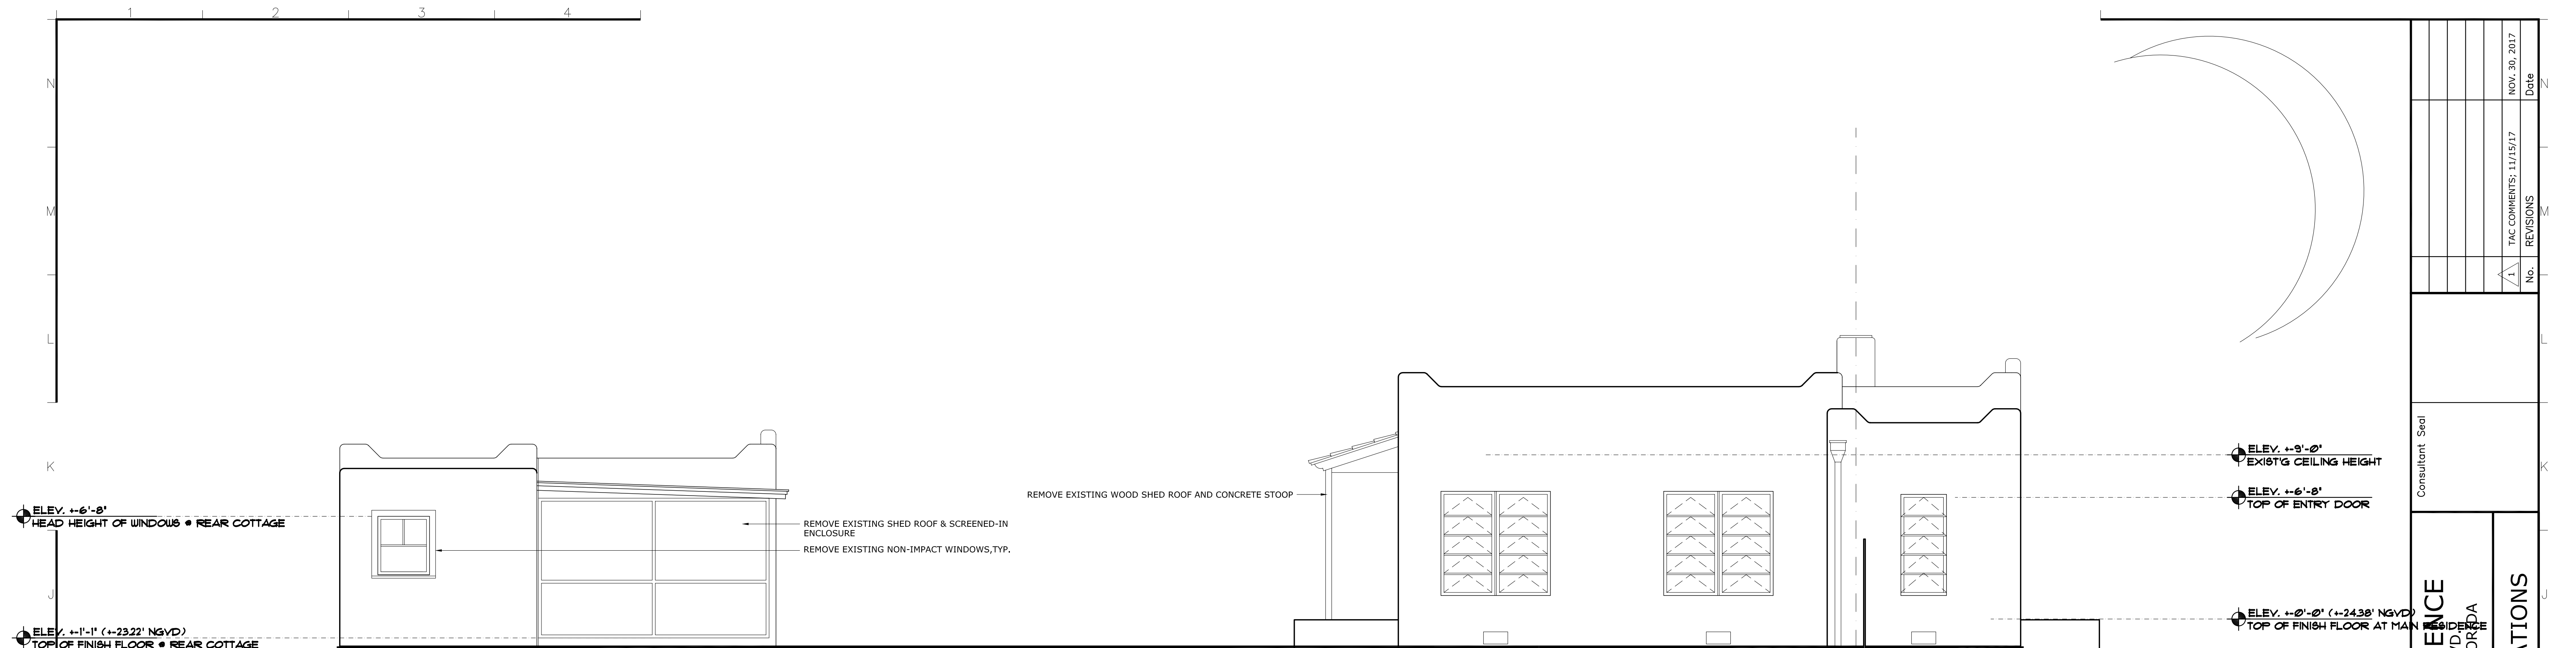 1 2 3 4
N
M
L
K
J
ELEV. +-6'-8"
HEAD HEIGHT OF WINDOWS @ REAR COTTAGE
ELEV. +-1'-1" (+-23.22' NGVD)
TOP OF FINISH FLOOR @ REAR COTTAGE
REMOVE EXISTING SHED ROOF & SCREENED-IN
ENCLOSURE
REMOVE EXISTING NON-IMPACT WINDOWS,TYP.
REMOVE EXISTING WOOD SHED ROOF AND CONCRETE STOOP
ELEV. +-9'-0"
EXIST'G CEILING HEIGHT
ELEV. +-6'-8"
TOP OF ENTRY DOOR
ELEV. +-0'-0" (+-24.38' NGVD)
TOP OF FINISH FLOOR AT MAIN RESIDENCE
1 TAC COMMENTS; 11/15/17 NOV. 30, 2017
No. REVISIONS Date
Consultant Seal
ENCE
VD.
ORIDA
ATIONS
N
M
L
K
J